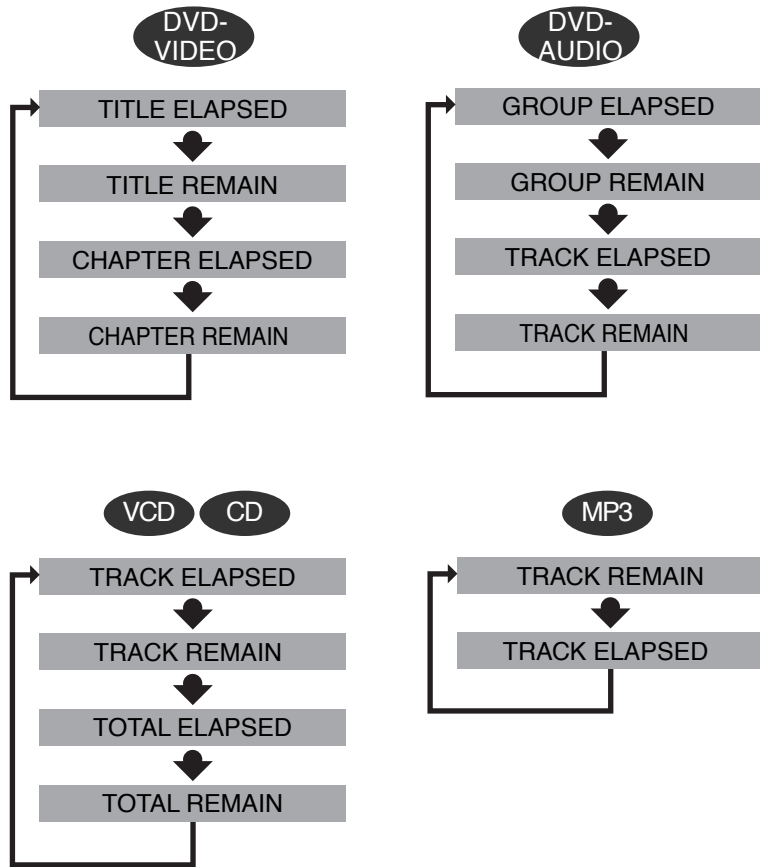 DVD-
VIDEO
TITLE ELAPSED
TITLE REMAIN
CHAPTER ELAPSED
CHAPTER REMAIN
DVD-
AUDIO
GROUP ELAPSED
GROUP REMAIN
TRACK ELAPSED
TRACK REMAIN
VCD CD
TRACK ELAPSED
TRACK REMAIN
TOTAL ELAPSED
TOTAL REMAIN
MP3
TRACK REMAIN
TRACK ELAPSED